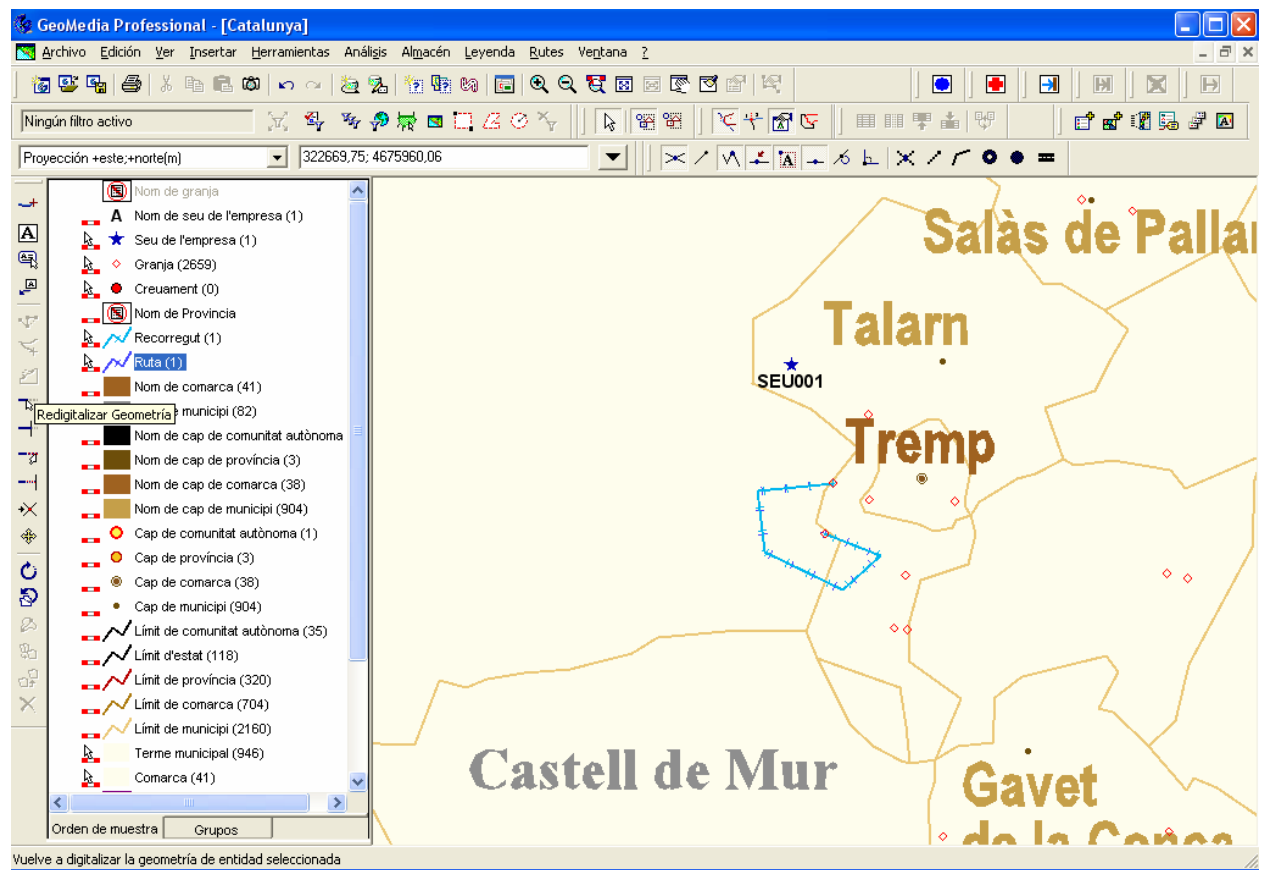 GeoMedia Professional - [Catalunya]
Archivo Edición Ver Insertar Herramientas Análisis Almacén Leyenda Rutes Ventana ?
Ningún filtro activo
Proyección +este;+norte(m) 322669,75; 4675960,06
Nom de granja
A Nom de seu de l'empresa (1)
Seu de l'empresa (1)
Granja (2659)
Creuament (0)
Nom de Provincia
Recorregut (1)
Ruta (1)
Nom de comarca (41)
Redigitalizar Geometría
e municipi (82)
Nom de cap de comunitat autònoma
Nom de cap de província (3)
Nom de cap de comarca (38)
Nom de cap de municipi (904)
Cap de comunitat autònoma (1)
Cap de província (3)
Cap de comarca (38)
Cap de municipi (904)
Límit de comunitat autònoma (35)
Límit d'estat (118)
Límit de província (320)
Límit de comarca (704)
Límit de municipi (2160)
Terme municipal (946)
Comarca (41)
Orden de muestra Grupos
Vuelve a digitalizar la geometría de entidad seleccionada
Salàs de Pallar
Talarn
SEU001
Tremp
Castell de Mur
Gavet
de la Conca